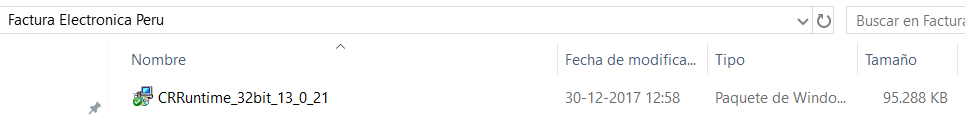 Factura Electronica Peru
Buscar en Factura
Nombre
Fecha de modifica...
Tipo
Tamaño
CRRuntime_32bit_13_0_21
30-12-2017 12:58
Paquete de Windo...
95.288 KB